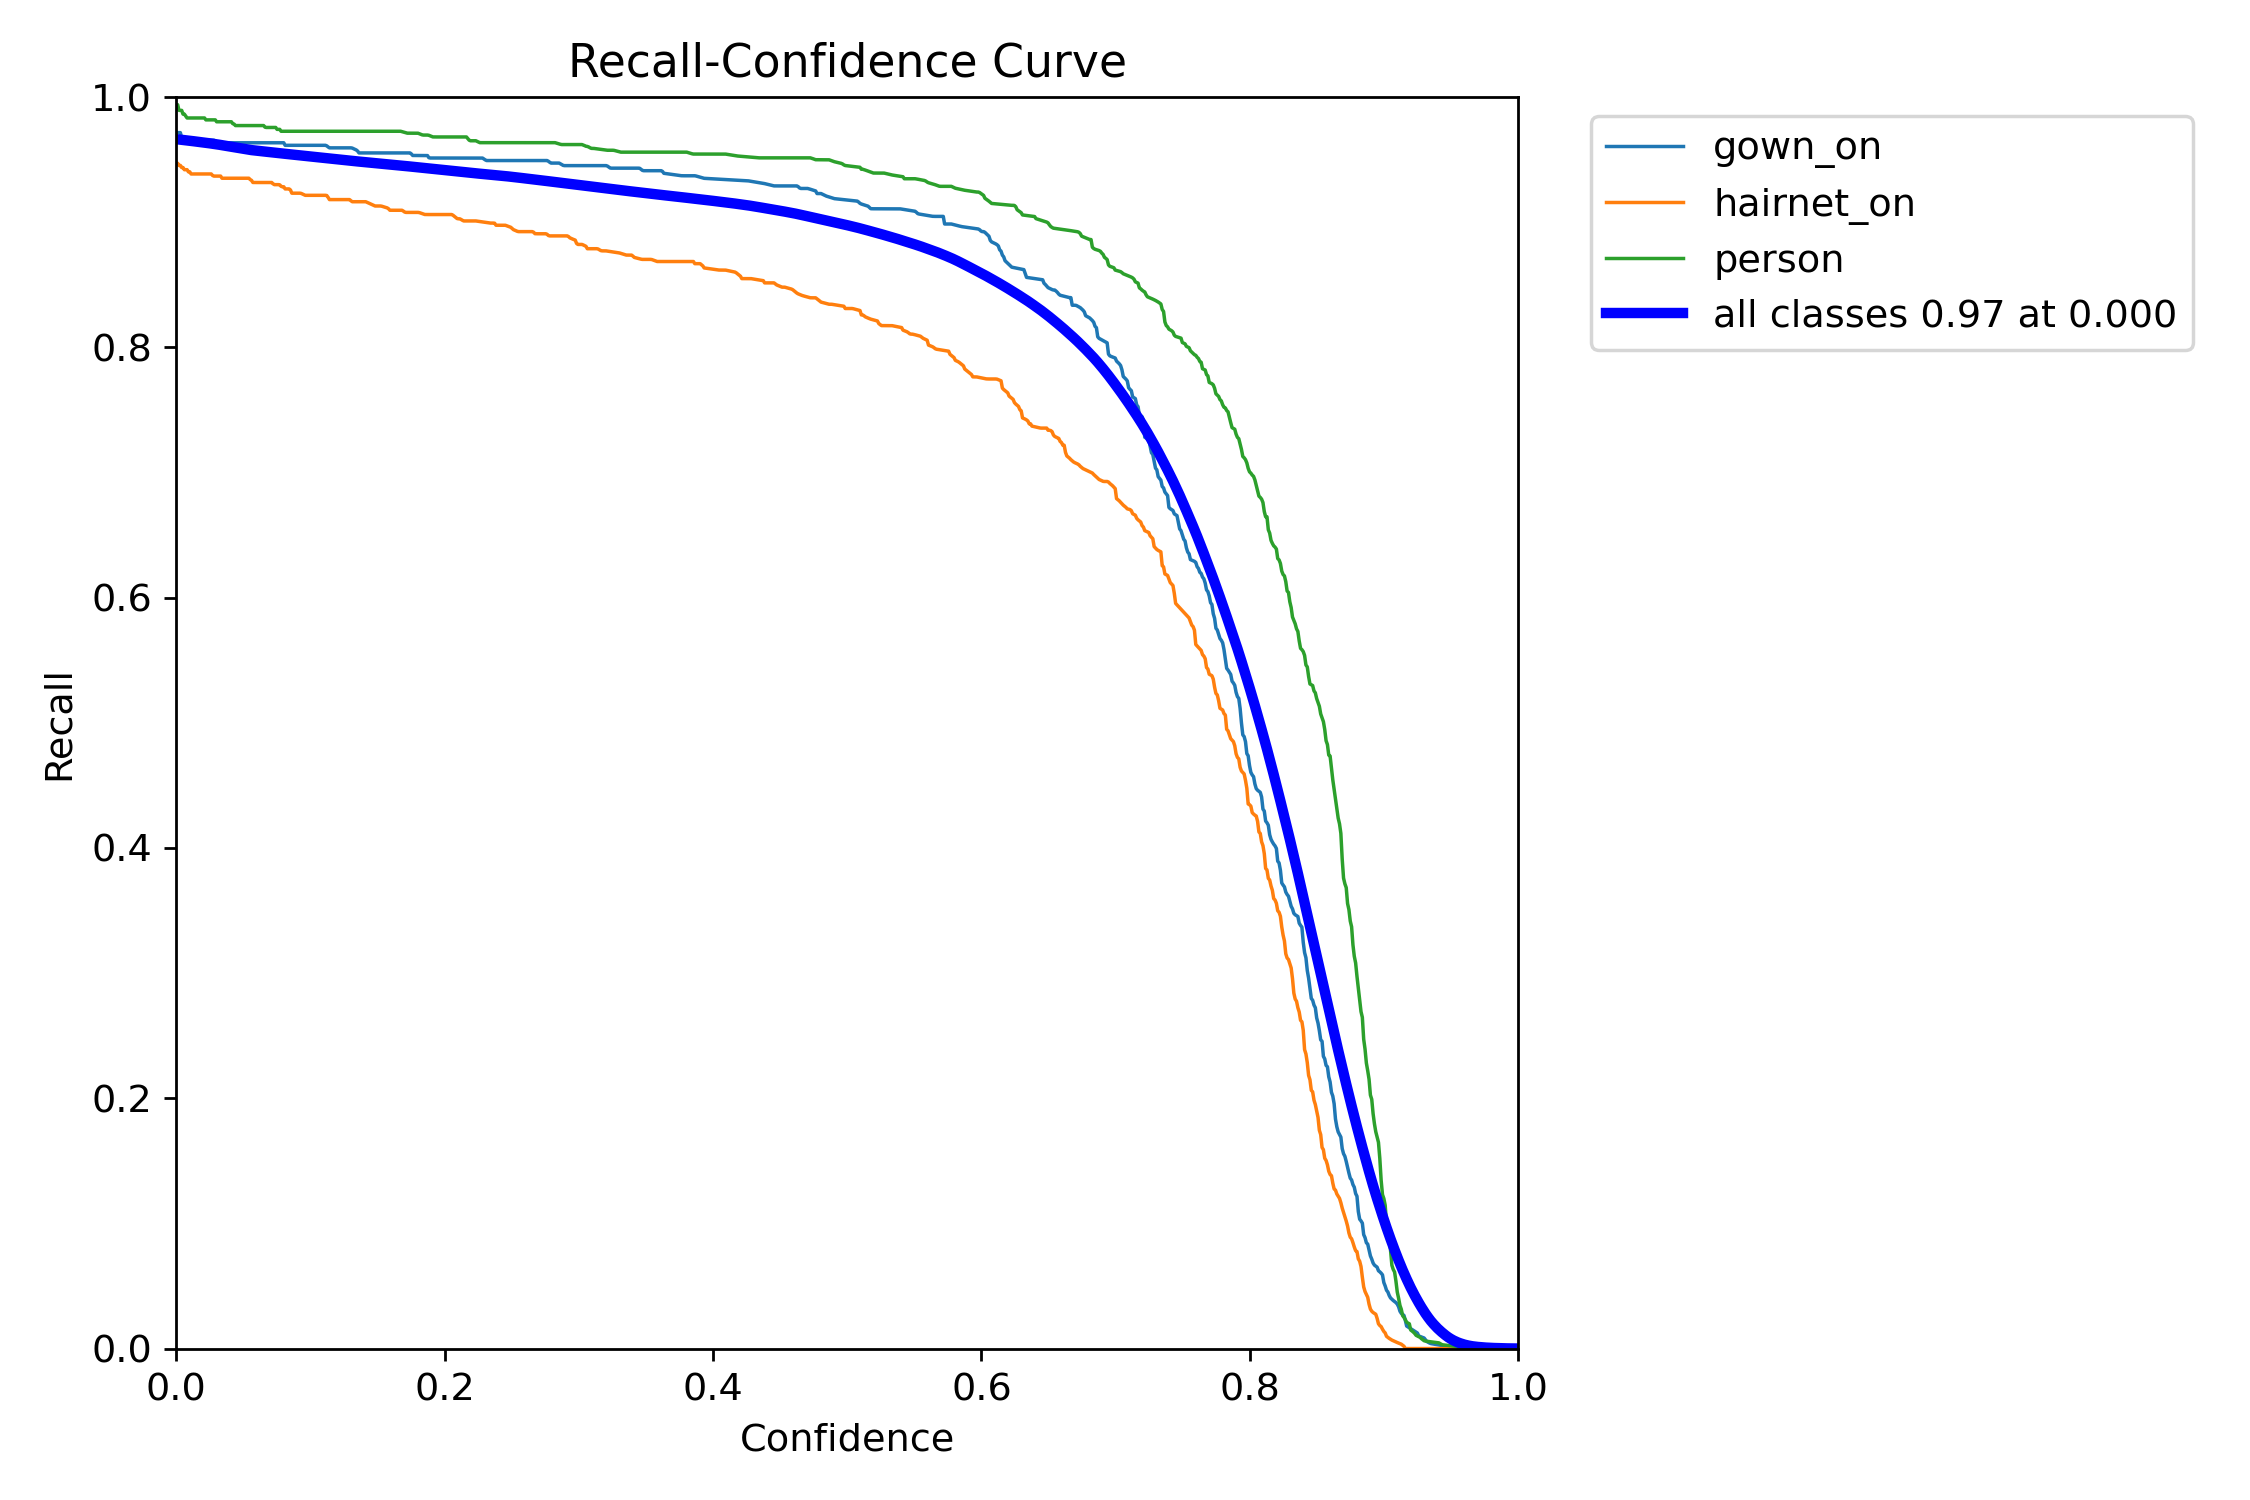 Recall-Confidence Curve
1.0
0.8
0.6
0.4
0.2
0.0
Recall
0.0 0.2 0.4 0.6 0.8 1.0
Confidence
gown_on
hairnet_on
person
all classes 0.97 at 0.000